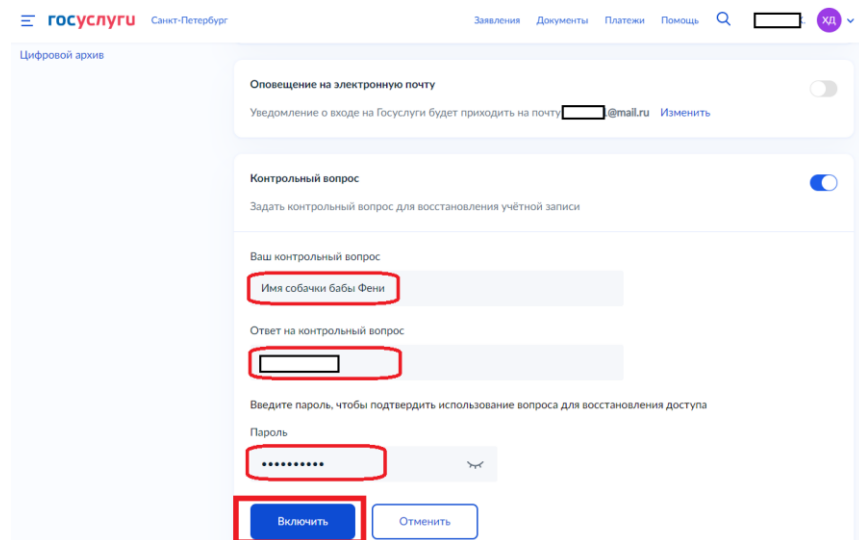 госуслуги Санкт-Петербург Заявления Документы Платежи Помощь ХД
Цифровой архив
Оповещение на электронную почту
Уведомление о входе на Госуслуги будет приходить на почту @mail.ru Изменить
Контрольный вопрос
Задать контрольный вопрос для восстановления учётной записи
Ваш контрольный вопрос
Имя собачки бабы Фени
Ответ на контрольный вопрос
Введите пароль, чтобы подтвердить использование вопроса для восстановления доступа
Пароль
••••••••••
Включить Отменить